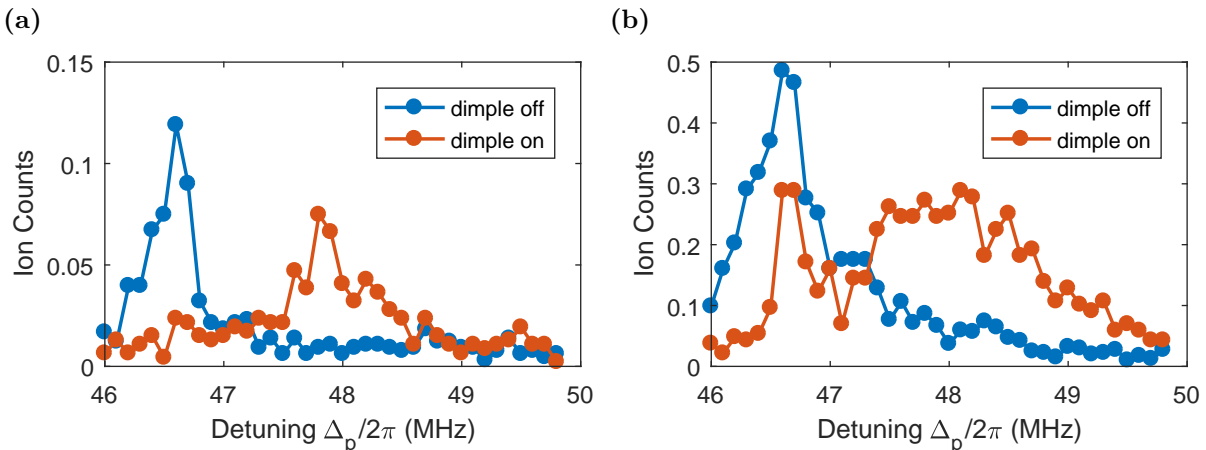 (a)
(b)
0.15
0.1
0.05
0
Ion Counts
dimple off
dimple on
46
47
48
49
50
Detuning Δp/2π (MHz)
0.5
0.4
0.3
0.2
0.1
0
Ion Counts
dimple off
dimple on
46
47
48
49
50
Detuning Δp/2π (MHz)